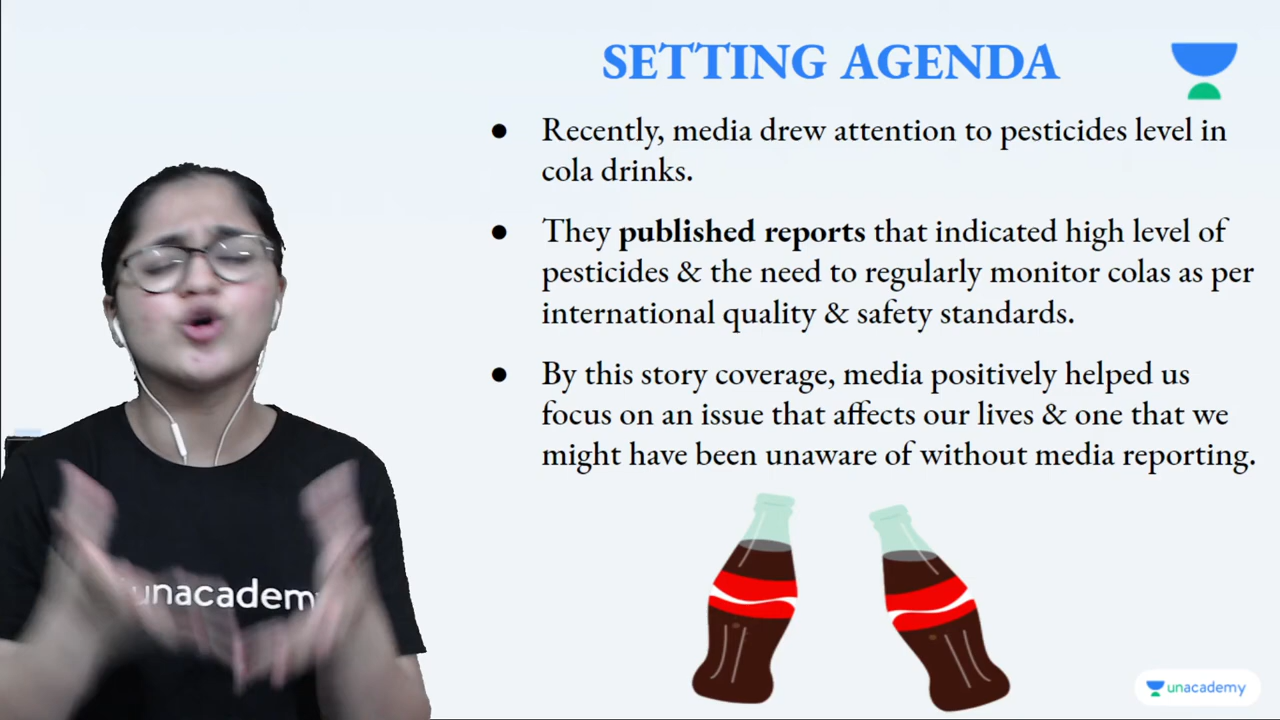 SETTING AGENDA
● Recently, media drew attention to pesticides level in
cola drinks.
● They published reports that indicated high level of
pesticides & the need to regularly monitor colas as per
international quality & safety standards.
● By this story coverage, media positively helped us
focus on an issue that affects our lives & one that we
might have been unaware of without media reporting.
unacademy
unacademy